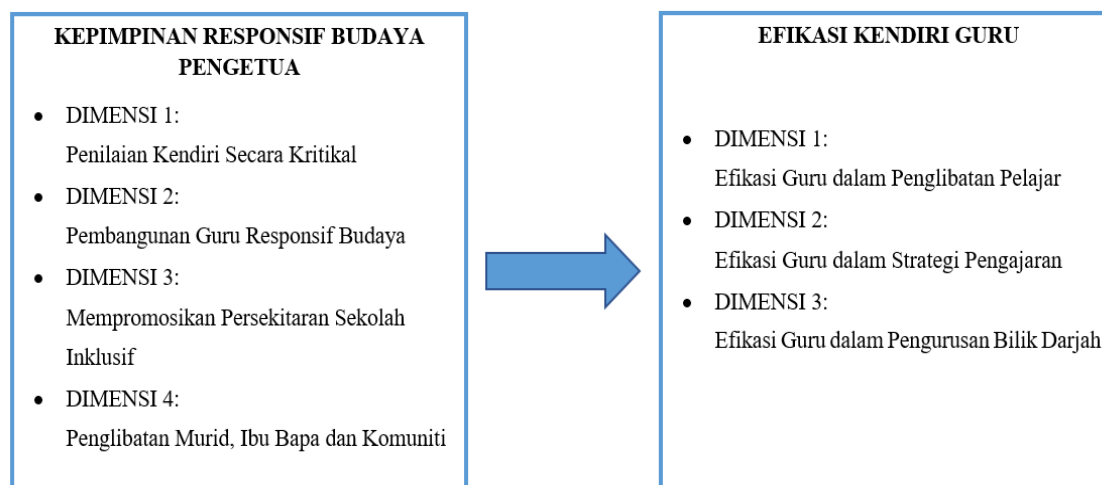 KEPIMPINAN RESPONSIF BUDAYA
PENGETUA
• DIMENSI 1:
Penilaian Kendiri Secara Kritikal
• DIMENSI 2:
Pembangunan Guru Responsif Budaya
• DIMENSI 3:
Mempromosikan Persekitaran Sekolah
Inklusif
• DIMENSI 4:
Penglibatan Murid, Ibu Bapa dan Komuniti
EFIKASI KENDIRI GURU
• DIMENSI 1:
Efikasi Guru dalam Penglibatan Pelajar
• DIMENSI 2:
Efikasi Guru dalam Strategi Pengajaran
• DIMENSI 3:
Efikasi Guru dalam Pengurusan Bilik Darjah